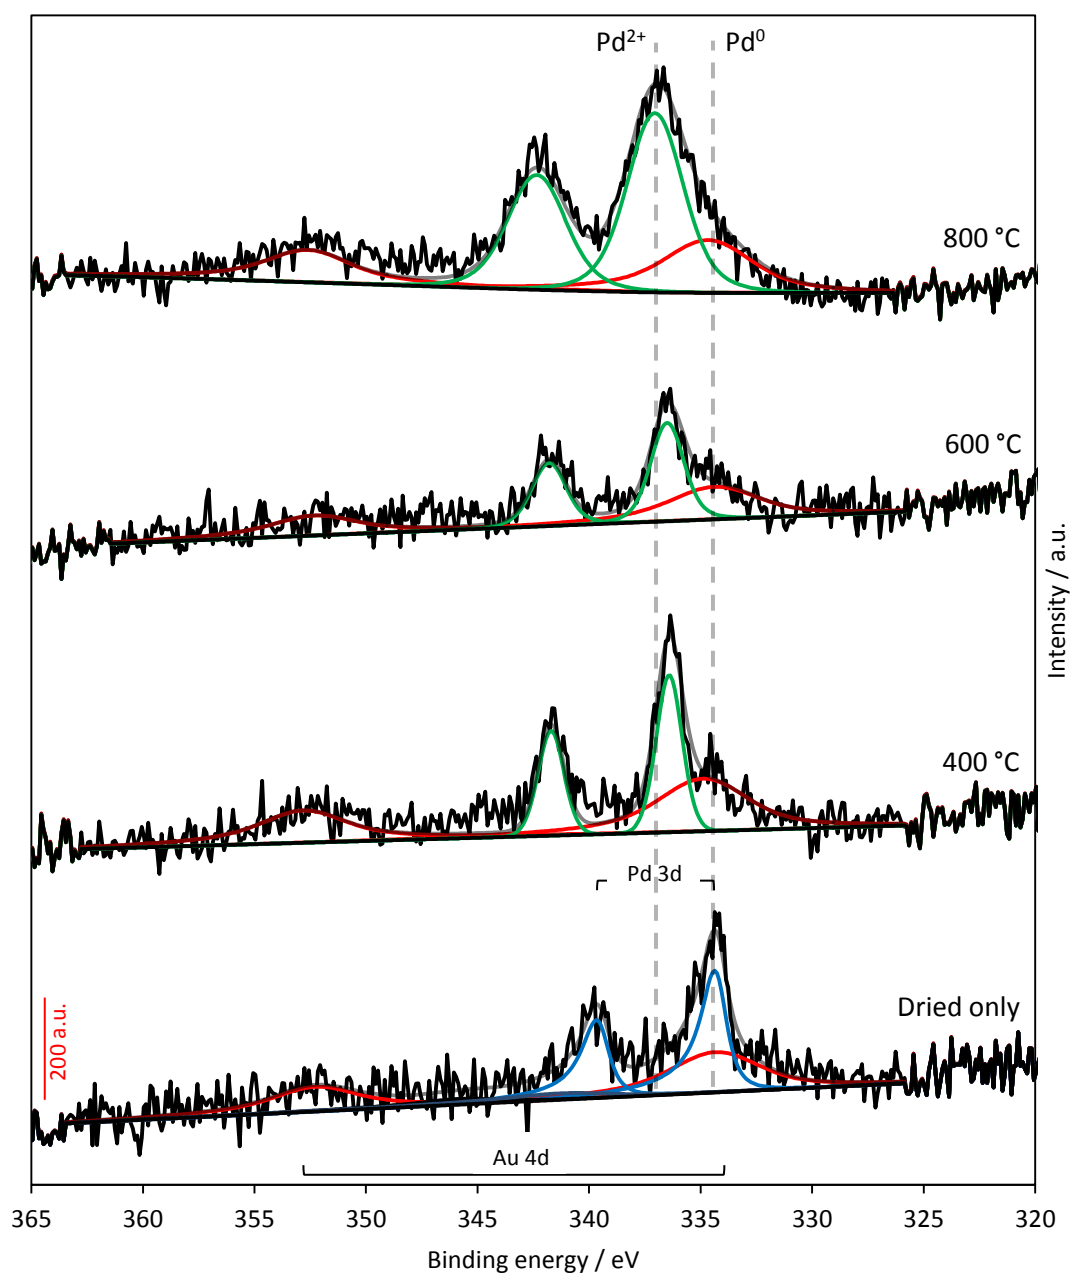 Pd²⁺ Pd⁰
800 °C
600 °C
Intensity / a.u.
400 °C
Pd 3d
Dried only
200 a.u.
Au 4d
365 360 355 350 345 340 335 330 325 320
Binding energy / eV